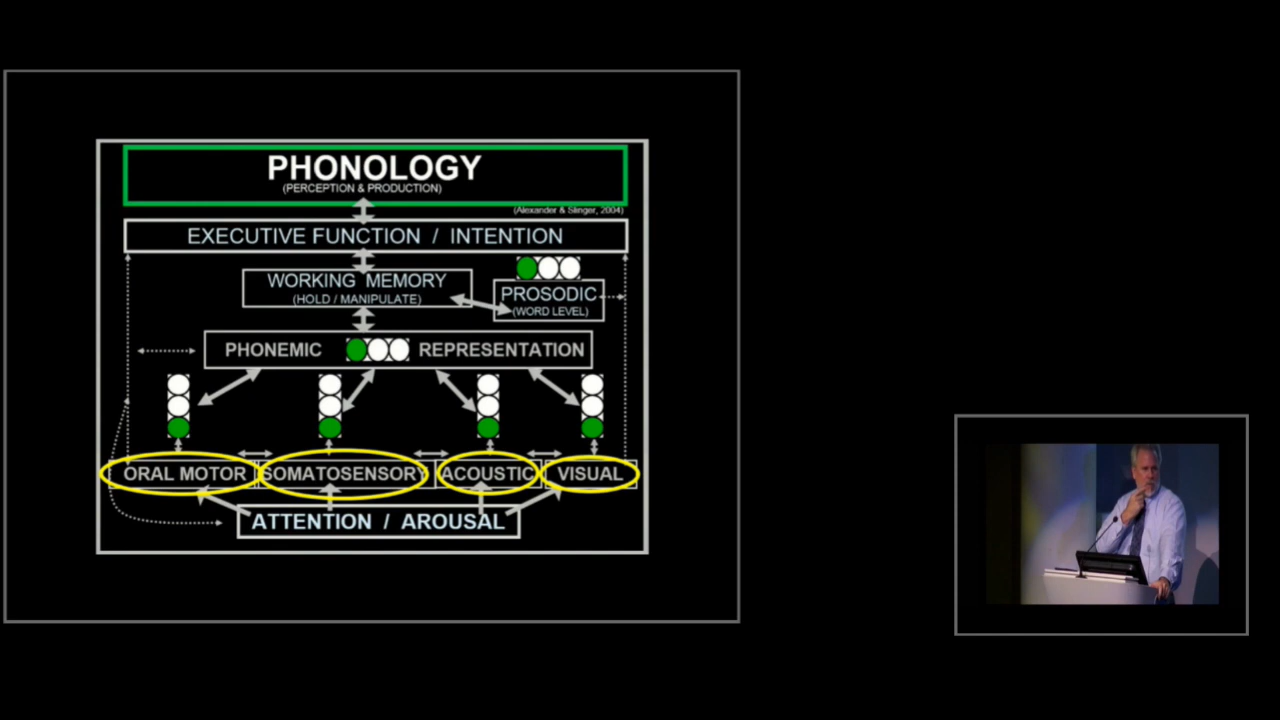 PHONOLOGY
(PERCEPTION & PRODUCTION)
(Alexander & Slinger, 2004)
EXECUTIVE FUNCTION / INTENTION
WORKING MEMORY
(HOLD / MANIPULATE)
PROSODIC
(WORD LEVEL)
PHONEMIC REPRESENTATION
ORAL MOTOR SOMATOSENSORY ACOUSTIC VISUAL
ATTENTION / AROUSAL